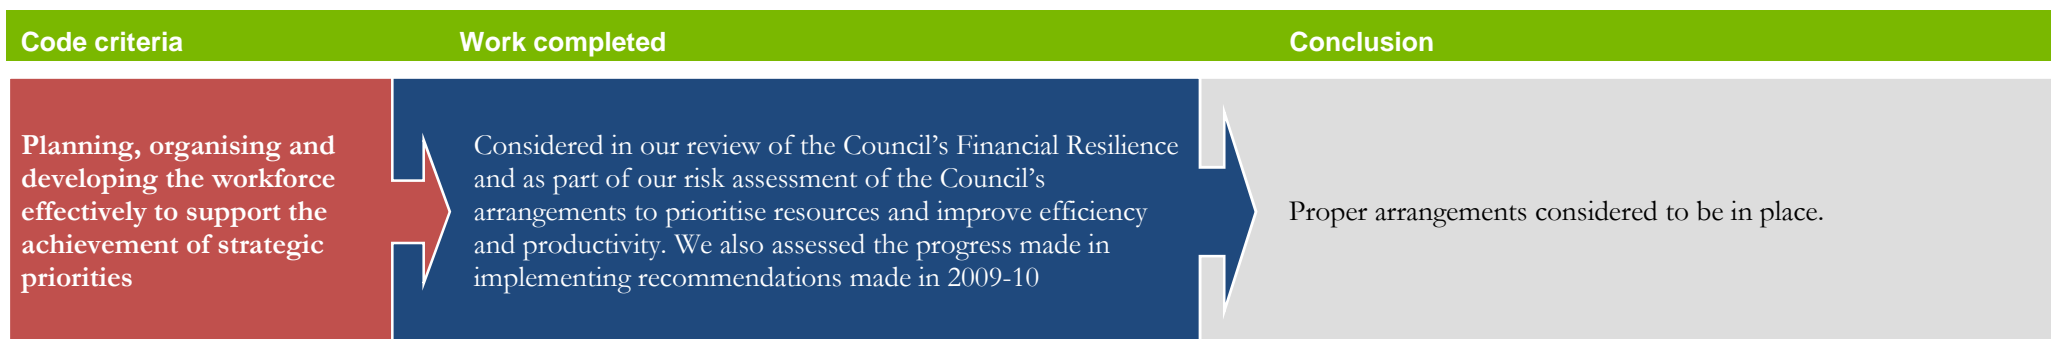 Code criteria
Work completed
Conclusion
Planning, organising and
developing the workforce
effectively to support the
achievement of strategic
priorities
Considered in our review of the Council’s Financial Resilience
and as part of our risk assessment of the Council’s
arrangements to prioritise resources and improve efficiency
and productivity. We also assessed the progress made in
implementing recommendations made in 2009-10
Proper arrangements considered to be in place.